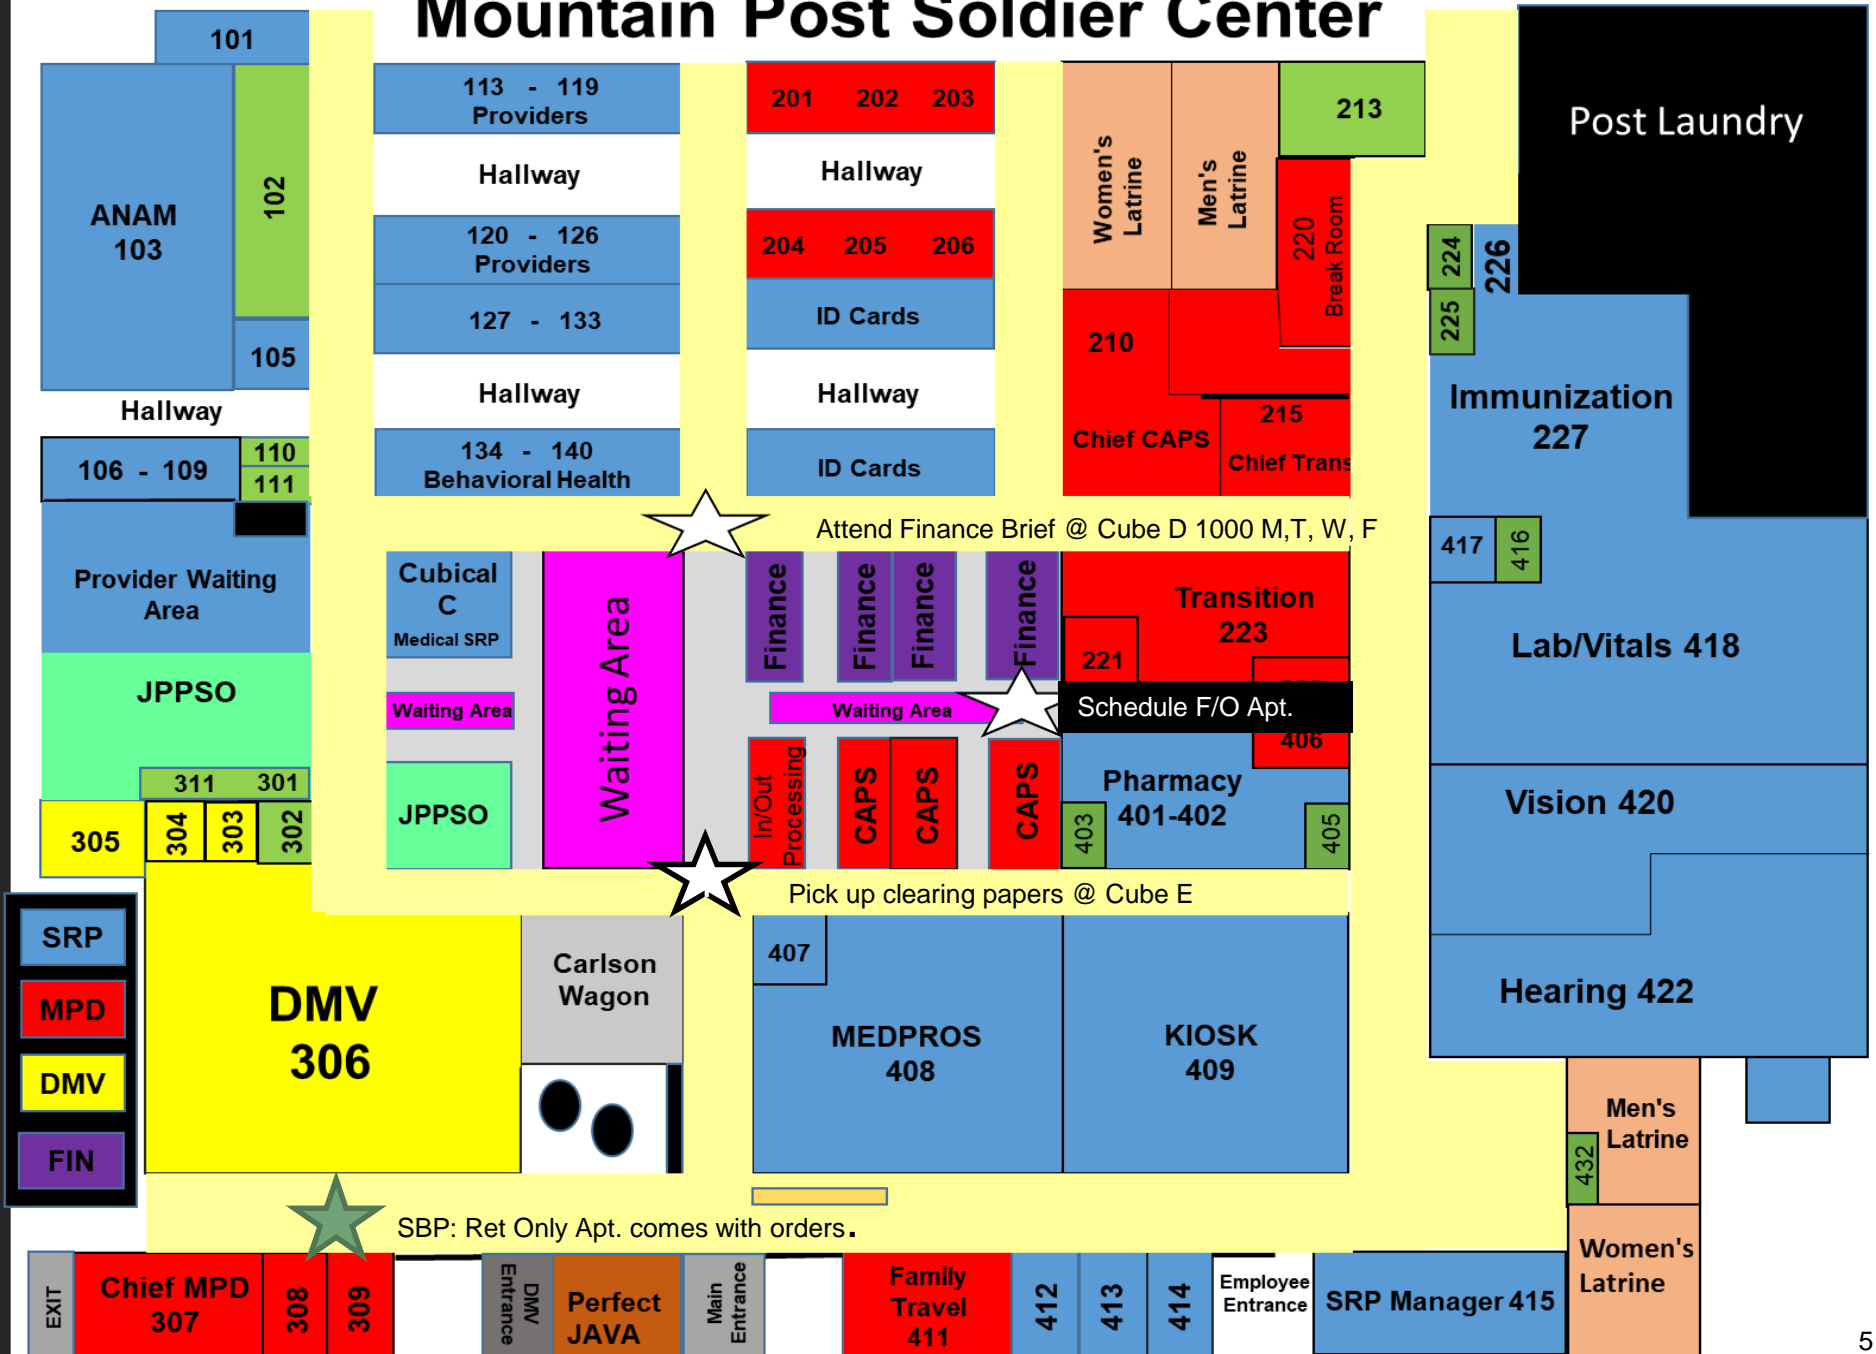 Mountain Post Soldier Center
101
113 - 119
Providers
201 202 203
213
Post Laundry
Women's
Latrine
Men's
Latrine
102
ANAM
103
Hallway
Hallway
220
Break Room
120 - 126
Providers
204 205 206
224
226
225
127 - 133
ID Cards
210
105
Hallway
Hallway
Hallway
Immunization
227
215
Chief CAPS
Chief Trans
106 - 109
110
111
134 - 140
Behavioral Health
ID Cards
Attend Finance Brief @ Cube D 1000 M,T, W, F
417
416
Provider Waiting
Area
Cubical
C
Medical SRP
Waiting Area
Finance
Finance
Finance
Finance
Transition
223
221
Lab/Vitals 418
JPPSO
Waiting Area
Waiting Area
Schedule F/O Apt.
406
311 301
JPPSO
In/Out
Processing
CAPS
CAPS
CAPS
Pharmacy
401-402
403
405
Vision 420
305
304
303
302
Pick up clearing papers @ Cube E
SRP
MPD
DMV
FIN
DMV
306
Carlson
Wagon
407
MEDPROS
408
KIOSK
409
Hearing 422
Men's
Latrine
432
SBP: Ret Only Apt. comes with orders.
Women's
Latrine
EXIT
Chief MPD
307
308
309
DMV
Entrance
Perfect
JAVA
Main
Entrance
Family
Travel
411
412
413
414
Employee
Entrance
SRP Manager 415
5